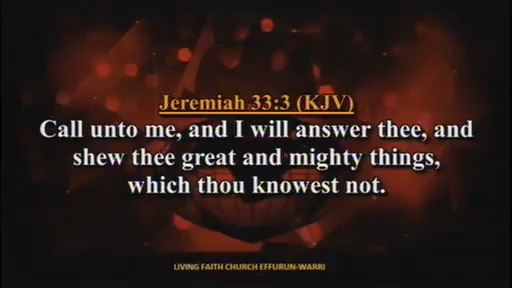 Jeremiah 33:3 (KJV)
Call unto me, and I will answer thee, and
shew thee great and mighty things,
which thou knowest not.
LIVING FAITH CHURCH EFFURUN-WARRI